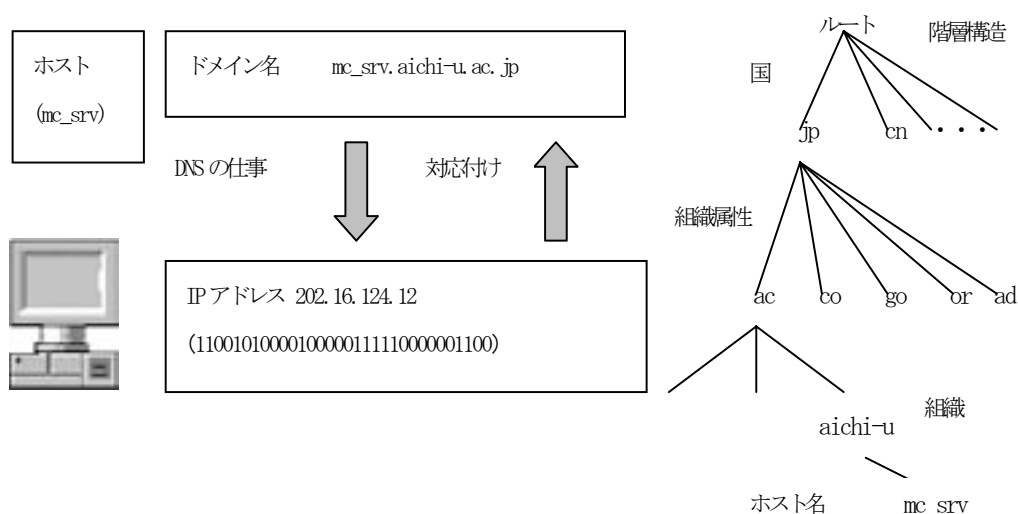 ルート
階層構造
ホスト
(mc_srv)
ドメイン名 mc_srv.aichi-u.ac.jp
国
jp cn ・・・
DNSの仕事 対応付け
組織属性
IPアドレス 202.16.124.12
(11001010000100000111110000001100)
ac co go or ad
組織
aichi-u
ホスト名 mc srv